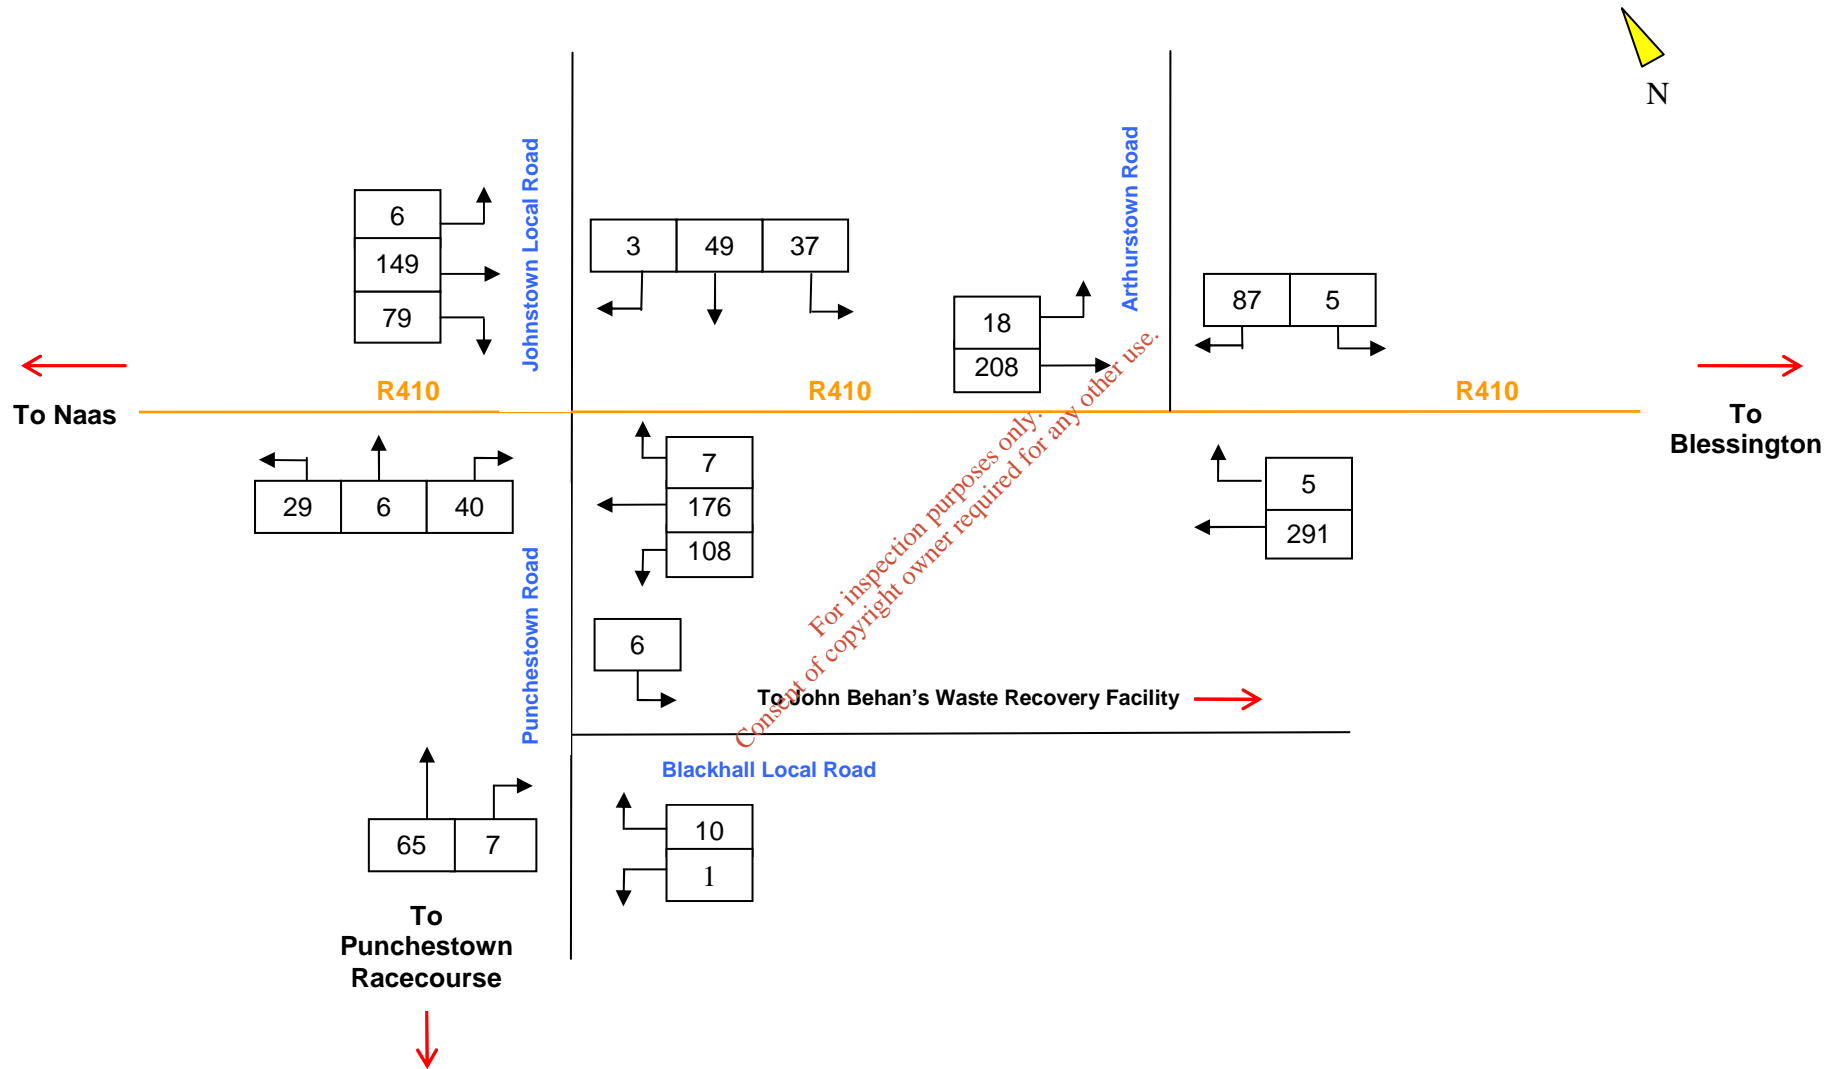 N
Johnstown Local Road
Arthurstown Road
6
149
79
3 49 37
18
208
87 5
R410 R410 R410
To Naas
To
Blessington
29 6 40
7
176
108
5
291
Punchestown Road
6
To John Behan's Waste Recovery Facility
Blackhall Local Road
65 7
10
1
To
Punchestown
Racecourse
For inspection purposes only.
Consent of copyright owner required for any other use.